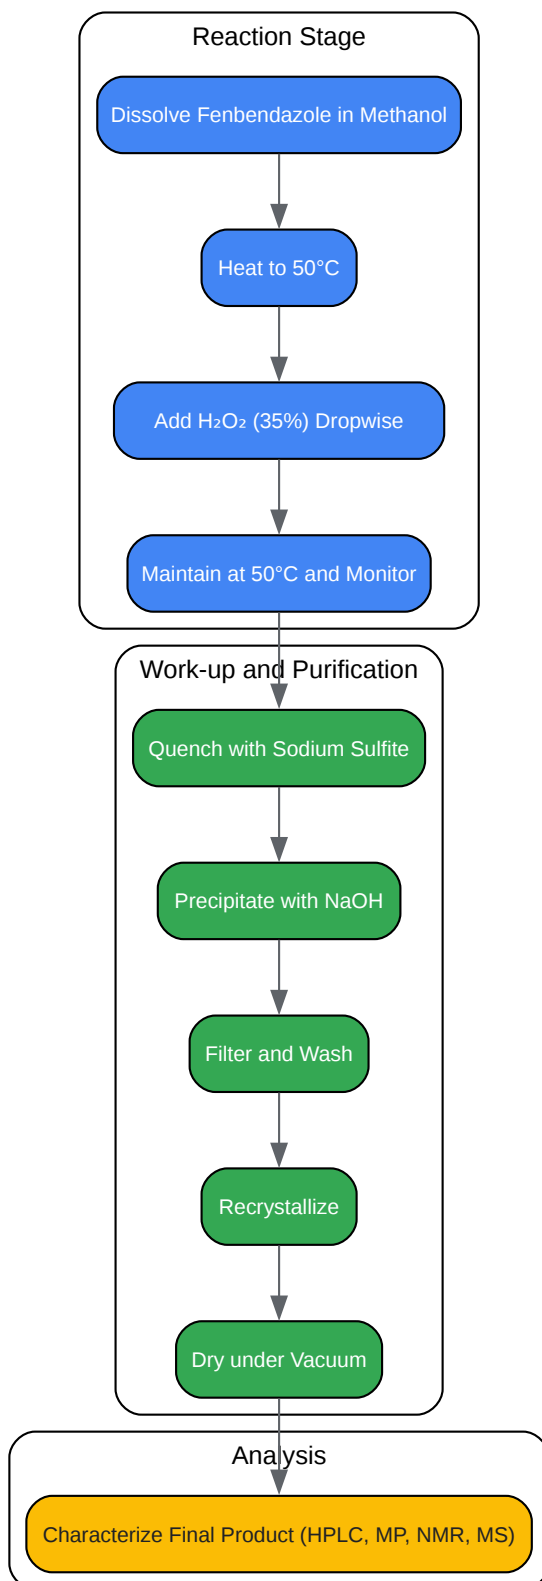 Reaction Stage
Dissolve Fenbendazole in Methanol
Heat to 50°C
Add H₂O₂ (35%) Dropwise
Maintain at 50°C and Monitor
Work-up and Purification
Quench with Sodium Sulfite
Precipitate with NaOH
Filter and Wash
Recrystallize
Dry under Vacuum
Analysis
Characterize Final Product (HPLC, MP, NMR, MS)